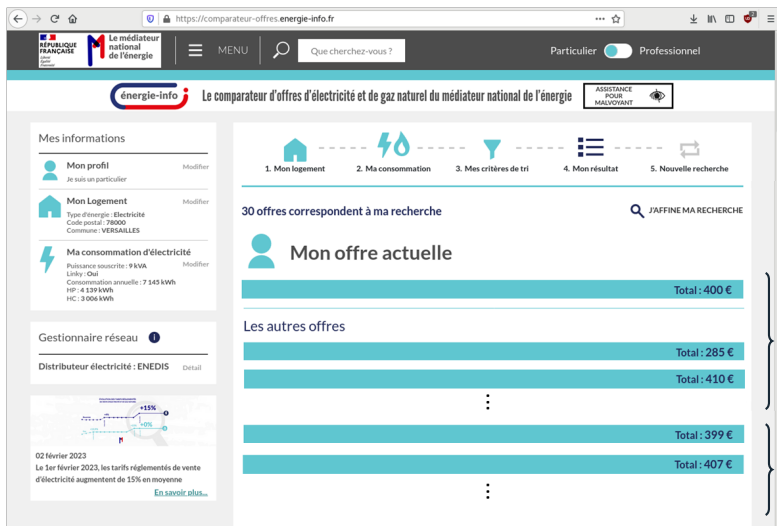 https://comparateur-offres.energie-info.fr
RÉPUBLIQUE
FRANÇAISE
Liberté
Égalité
Fraternité
Le médiateur
national
de l'énergie
MENU
Que cherchez-vous ?
Particulier
Professionnel
énergie-info
Le comparateur d'offres d'électricité et de gaz naturel du médiateur national de l'énergie
ASSISTANCE
POUR
MALVOYANT
Mes informations
Mon profil Modifier
Je suis un particulier
Mon Logement Modifier
Type d'énergie : Electricité
Code postal : 78000
Commune : VERSAILLES
Ma consommation d'électricité
Puissance souscrite : 9 kVA Modifier
Linky : Oui
Consommation annuelle : 7 145 kWh
HP : 4 139 kWh
HC : 3 006 kWh
Gestionnaire réseau i
Distributeur électricité : ENEDIS Détail
+15%
+0%
02 février 2023
Le 1er février 2023, les tarifs réglementés de vente
d'électricité augmentent de 15% en moyenne
En savoir plus...
1. Mon logement 2. Ma consommation 3. Mes critères de tri 4. Mon résultat 5. Nouvelle recherche
30 offres correspondent à ma recherche J'AFFINE MA RECHERCHE
Mon offre actuelle
Total : 400 €
Les autres offres
Total : 285 €
Total : 410 €
⋮
Total : 399 €
Total : 407 €
⋮